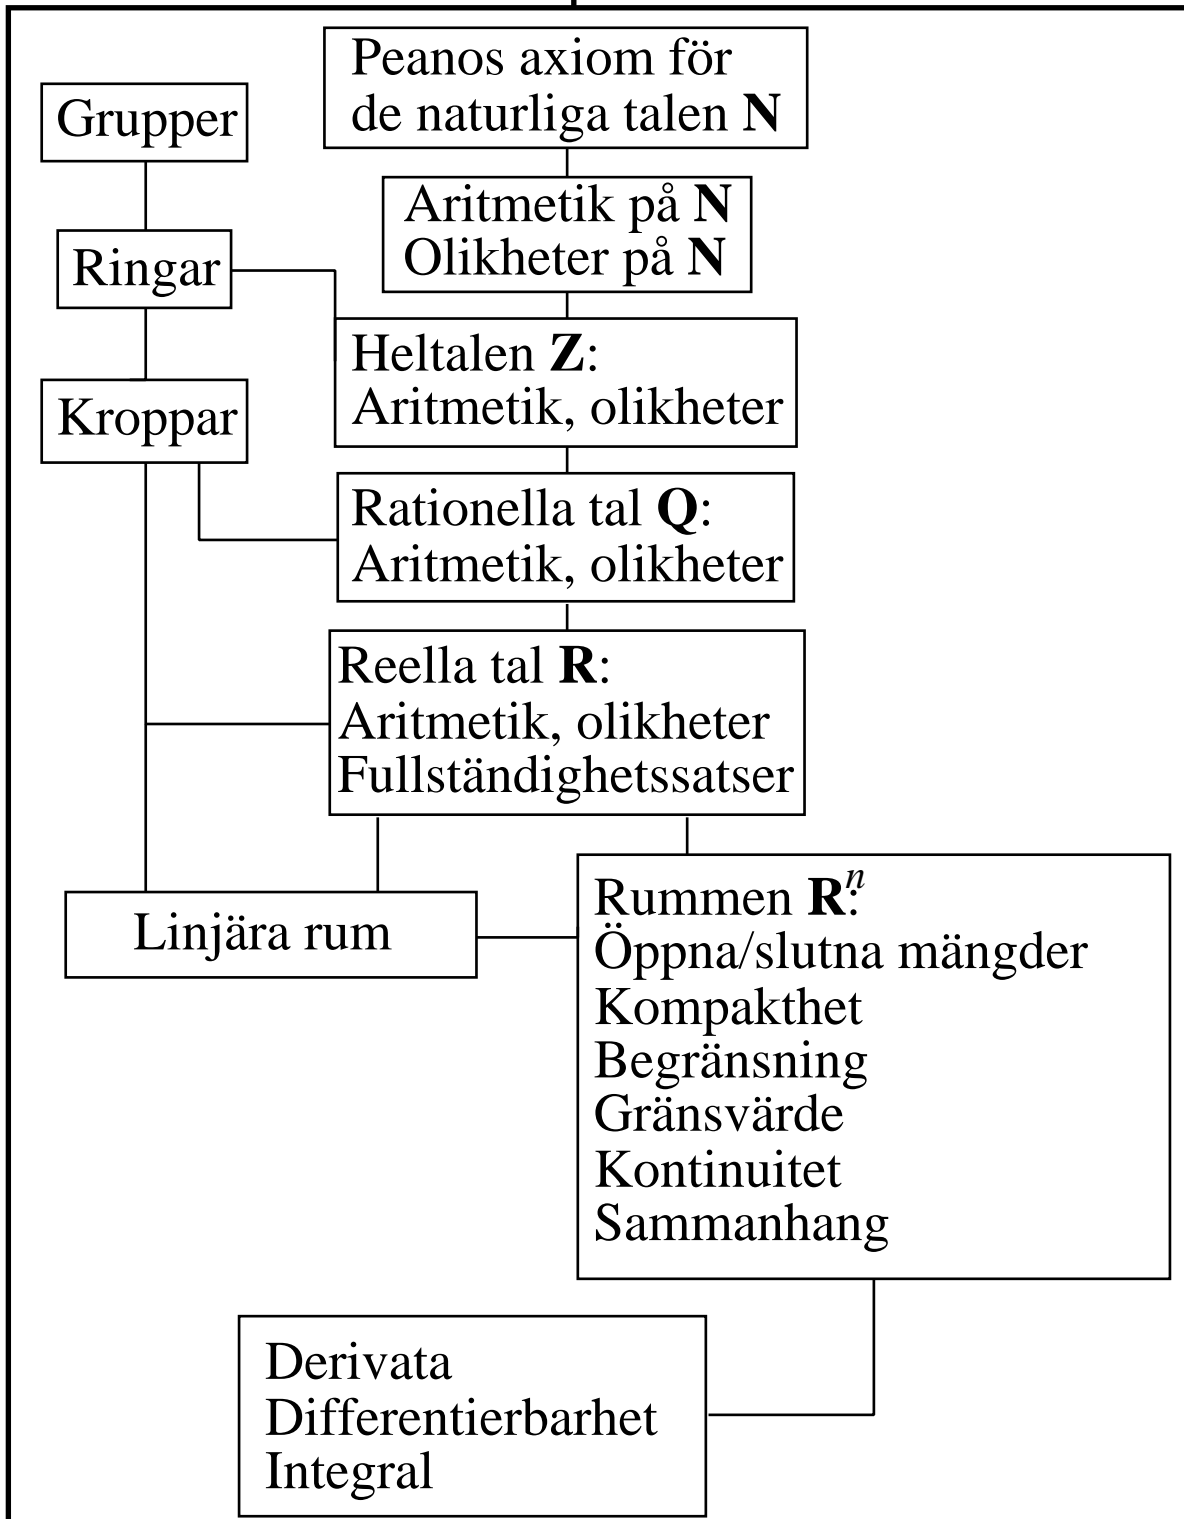 Peanos axiom för
de naturliga talen N
Grupper
Aritmetik på N
Olikheter på N
Ringar
Heltalen Z:
Aritmetik, olikheter
Kroppar
Rationella tal Q:
Aritmetik, olikheter
Reella tal R:
Aritmetik, olikheter
Fullständighetssatser
Linjära rum
Rummen Rⁿ:
Öppna/slutna mängder
Kompakthet
Begränsning
Gränsvärde
Kontinuitet
Sammanhang
Derivata
Differentierbarhet
Integral